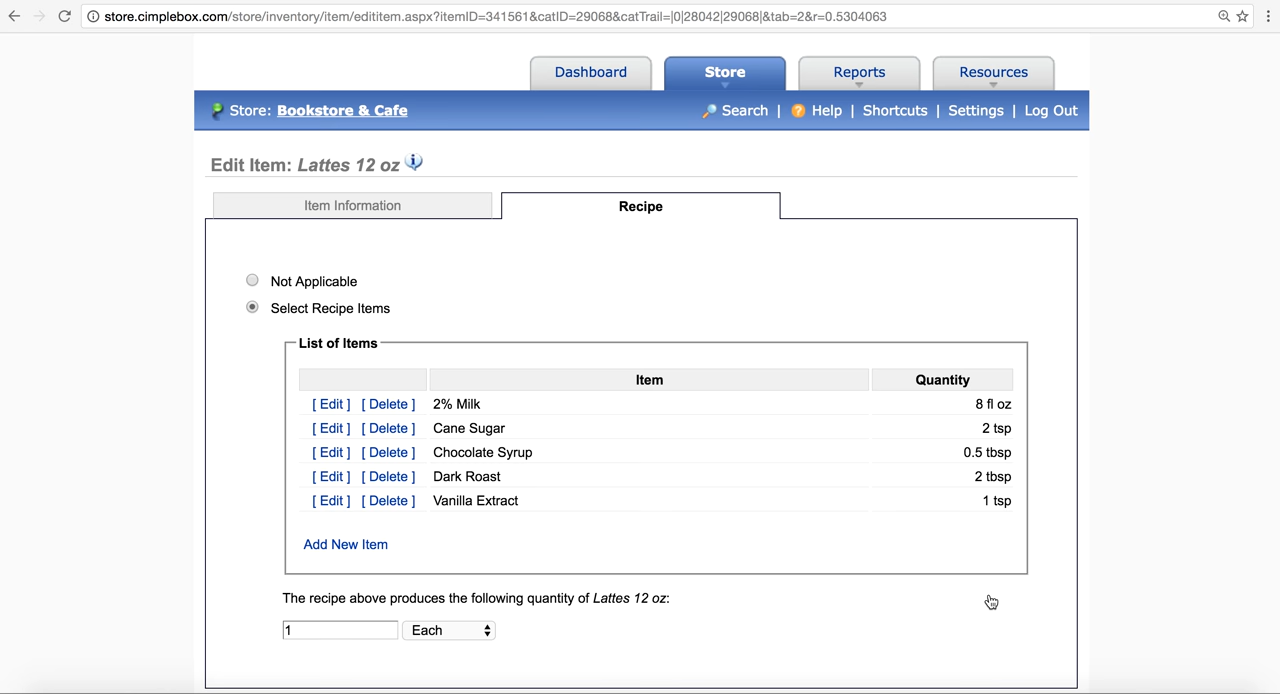 store.cimplebox.com/store/inventory/item/edititem.aspx?itemID=341561&catID=29068&catTrail=|0|28042|29068|&tab=2&r=0.5304063
Dashboard Store Reports Resources
Store: Bookstore & Cafe Search | ? Help | Shortcuts | Settings | Log Out
Edit Item: Lattes 12 oz i
Item Information Recipe
Not Applicable
Select Recipe Items
List of Items
Item Quantity
[ Edit ] [ Delete ] 2% Milk 8 fl oz
[ Edit ] [ Delete ] Cane Sugar 2 tsp
[ Edit ] [ Delete ] Chocolate Syrup 0.5 tbsp
[ Edit ] [ Delete ] Dark Roast 2 tbsp
[ Edit ] [ Delete ] Vanilla Extract 1 tsp
Add New Item
The recipe above produces the following quantity of Lattes 12 oz:
1 Each